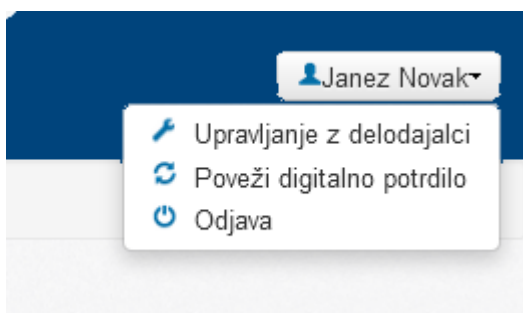 Janez Novak
Upravljanje z delodajalci
Poveži digitalno potrdilo
Odjava